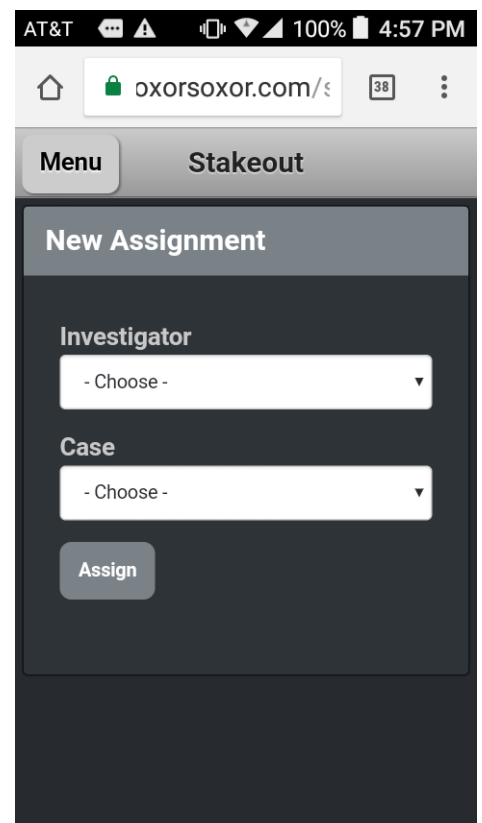 AT&T 100% 4:57 PM
oxorsoxor.com/s 38
Menu Stakeout
New Assignment
Investigator
- Choose -
Case
- Choose -
Assign